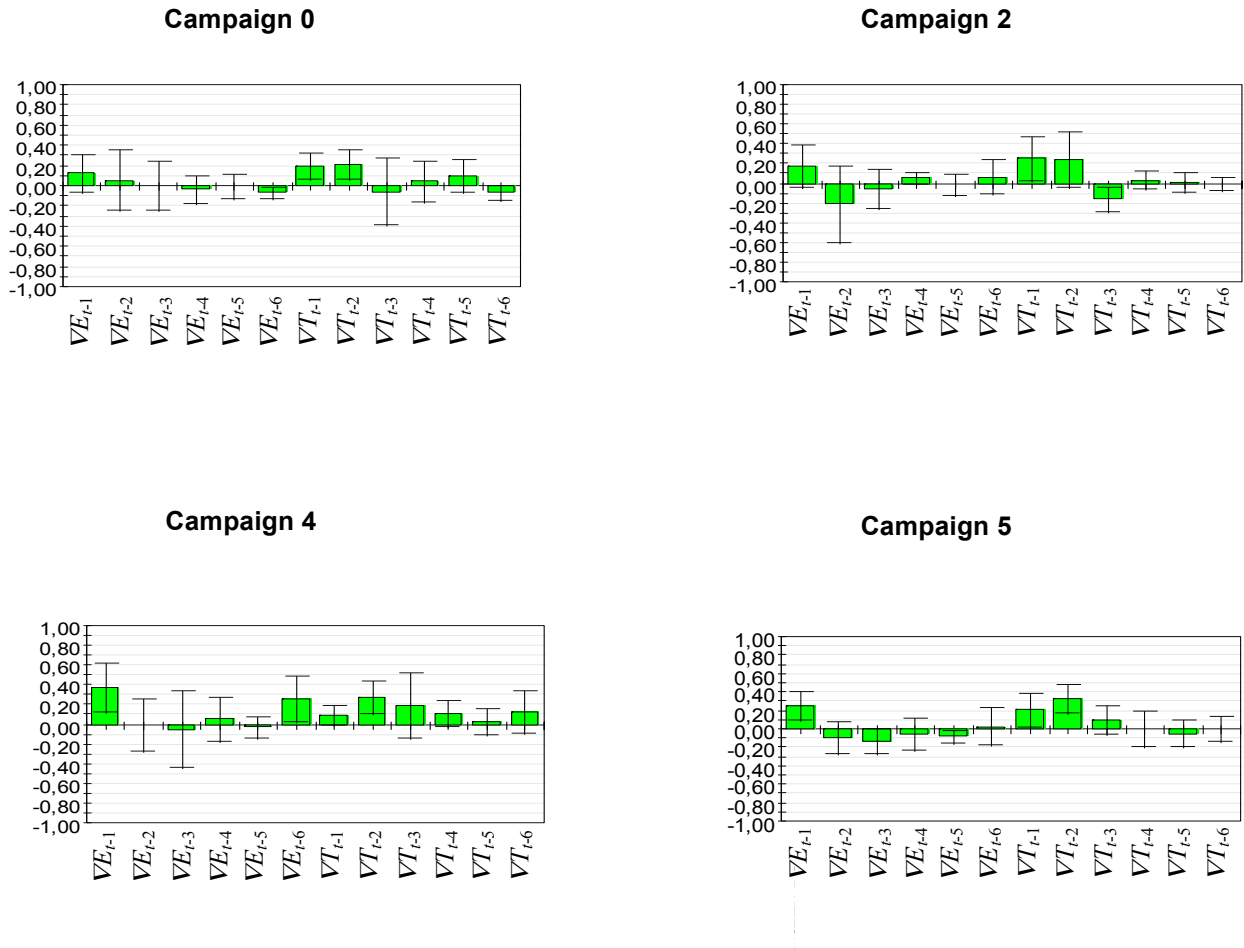 Campaign 0
1,00
0,80
0,60
0,40
0,20
0,00
-0,20
-0,40
-0,60
-0,80
-1,00
∇Et-1
∇Et-2
∇Et-3
∇Et-4
∇Et-5
∇Et-6
∇Tt-1
∇Tt-2
∇Tt-3
∇Tt-4
∇Tt-5
∇Tt-6
Campaign 2
1,00
0,80
0,60
0,40
0,20
0,00
-0,20
-0,40
-0,60
-0,80
-1,00
∇Et-1
∇Et-2
∇Et-3
∇Et-4
∇Et-5
∇Et-6
∇Tt-1
∇Tt-2
∇Tt-3
∇Tt-4
∇Tt-5
∇Tt-6
Campaign 4
1,00
0,80
0,60
0,40
0,20
0,00
-0,20
-0,40
-0,60
-0,80
-1,00
∇Et-1
∇Et-2
∇Et-3
∇Et-4
∇Et-5
∇Et-6
∇Tt-1
∇Tt-2
∇Tt-3
∇Tt-4
∇Tt-5
∇Tt-6
Campaign 5
1,00
0,80
0,60
0,40
0,20
0,00
-0,20
-0,40
-0,60
-0,80
-1,00
∇Et-1
∇Et-2
∇Et-3
∇Et-4
∇Et-5
∇Et-6
∇Tt-1
∇Tt-2
∇Tt-3
∇Tt-4
∇Tt-5
∇Tt-6